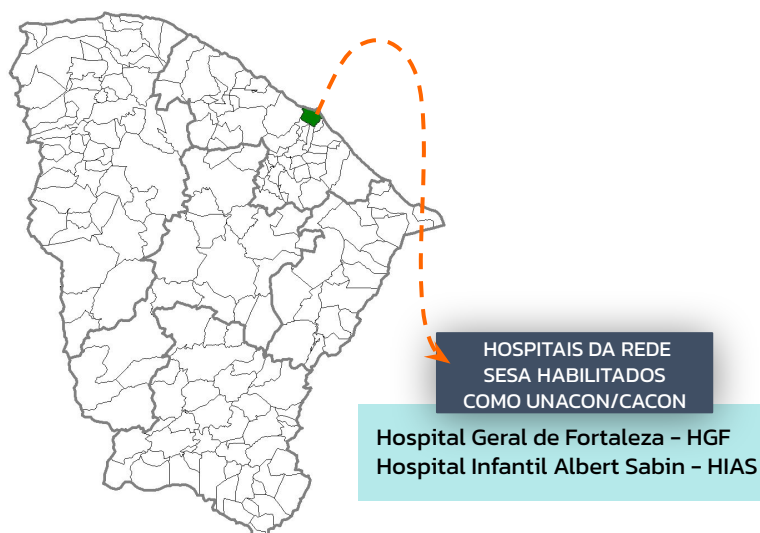 HOSPITAIS DA REDE
SESA HABILITADOS
COMO UNACON/CACON
Hospital Geral de Fortaleza – HGF
Hospital Infantil Albert Sabin – HIAS